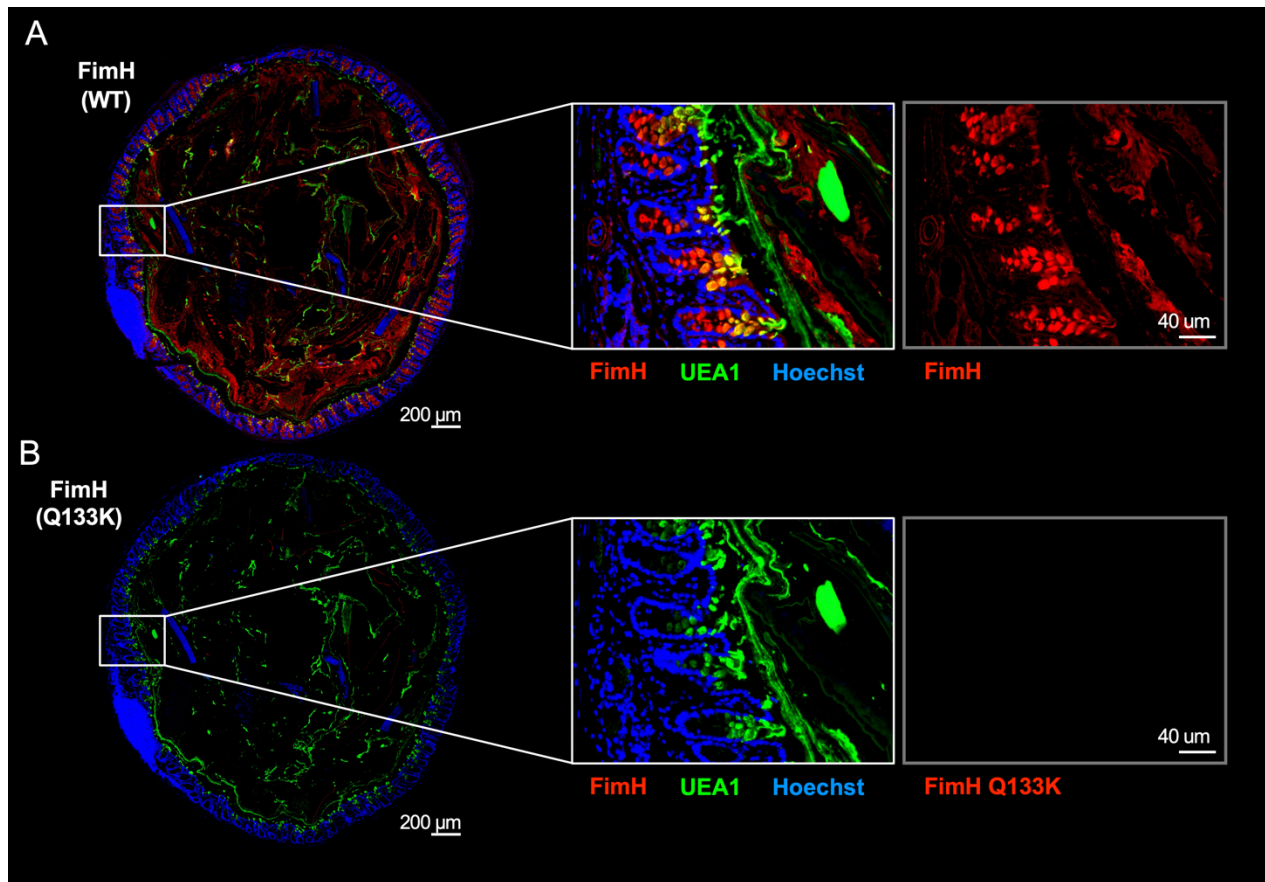 A
FimH
(WT)
200 µm
FimH UEA1 Hoechst
40 um
FimH
B
FimH
(Q133K)
200 µm
FimH UEA1 Hoechst
40 um
FimH Q133K